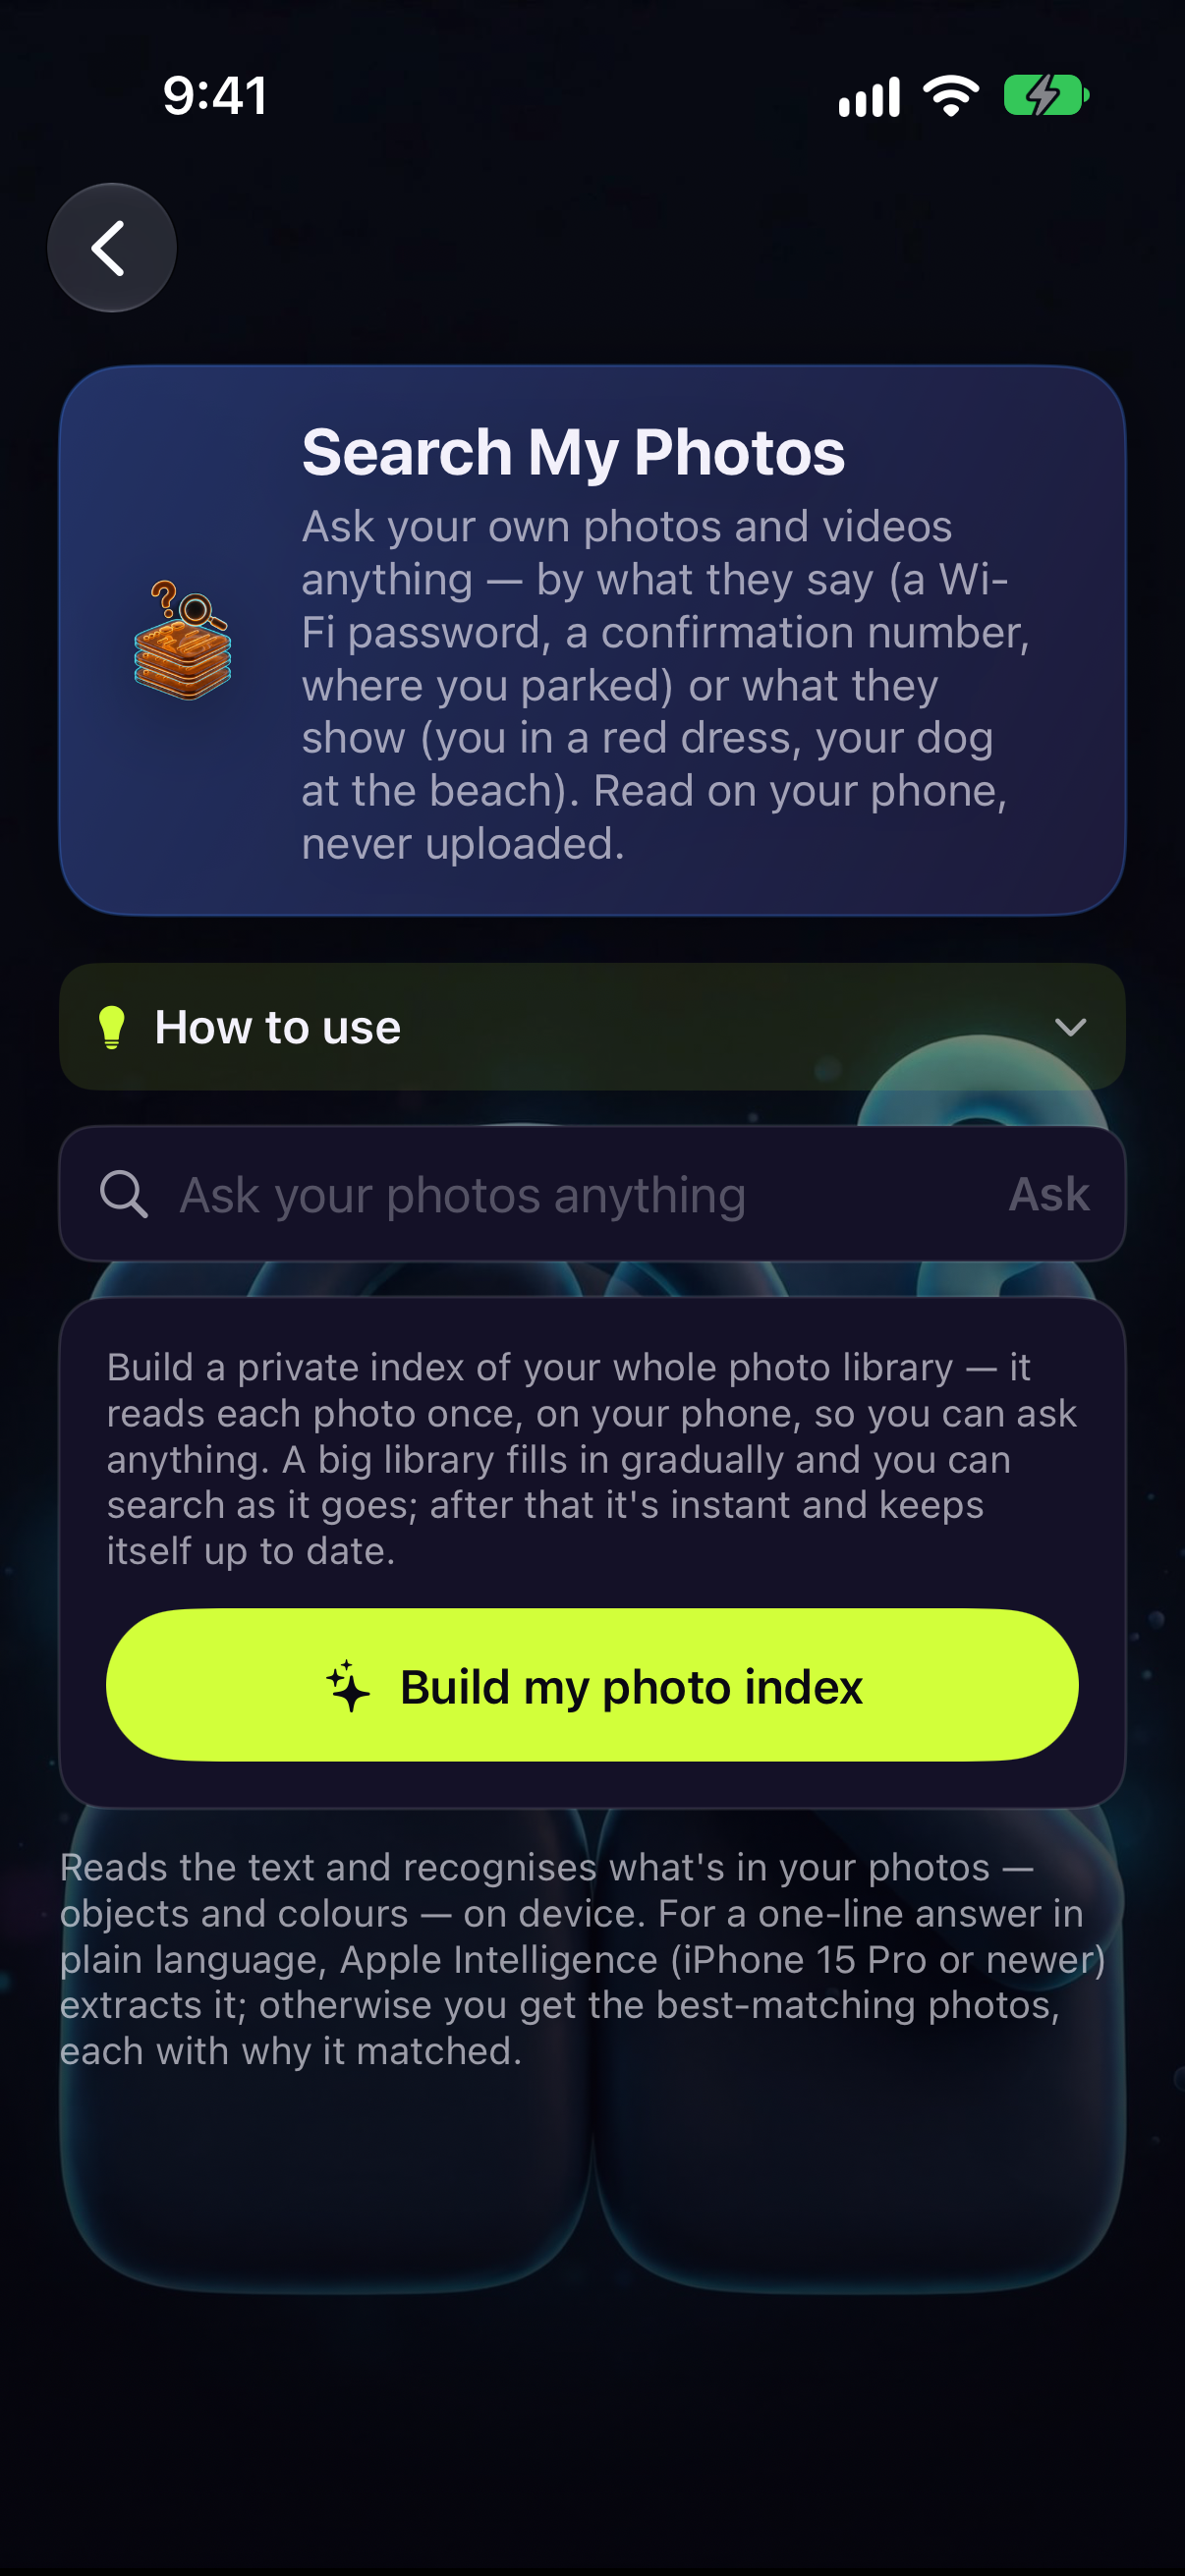 9:41
Search My Photos
Ask your own photos and videos
anything — by what they say (a Wi-
Fi password, a confirmation number,
where you parked) or what they
show (you in a red dress, your dog
at the beach). Read on your phone,
never uploaded.
How to use
Ask your photos anything Ask
Build a private index of your whole photo library — it
reads each photo once, on your phone, so you can ask
anything. A big library fills in gradually and you can
search as it goes; after that it's instant and keeps
itself up to date.
Build my photo index
Reads the text and recognises what's in your photos —
objects and colours — on device. For a one-line answer in
plain language, Apple Intelligence (iPhone 15 Pro or newer)
extracts it; otherwise you get the best-matching photos,
each with why it matched.